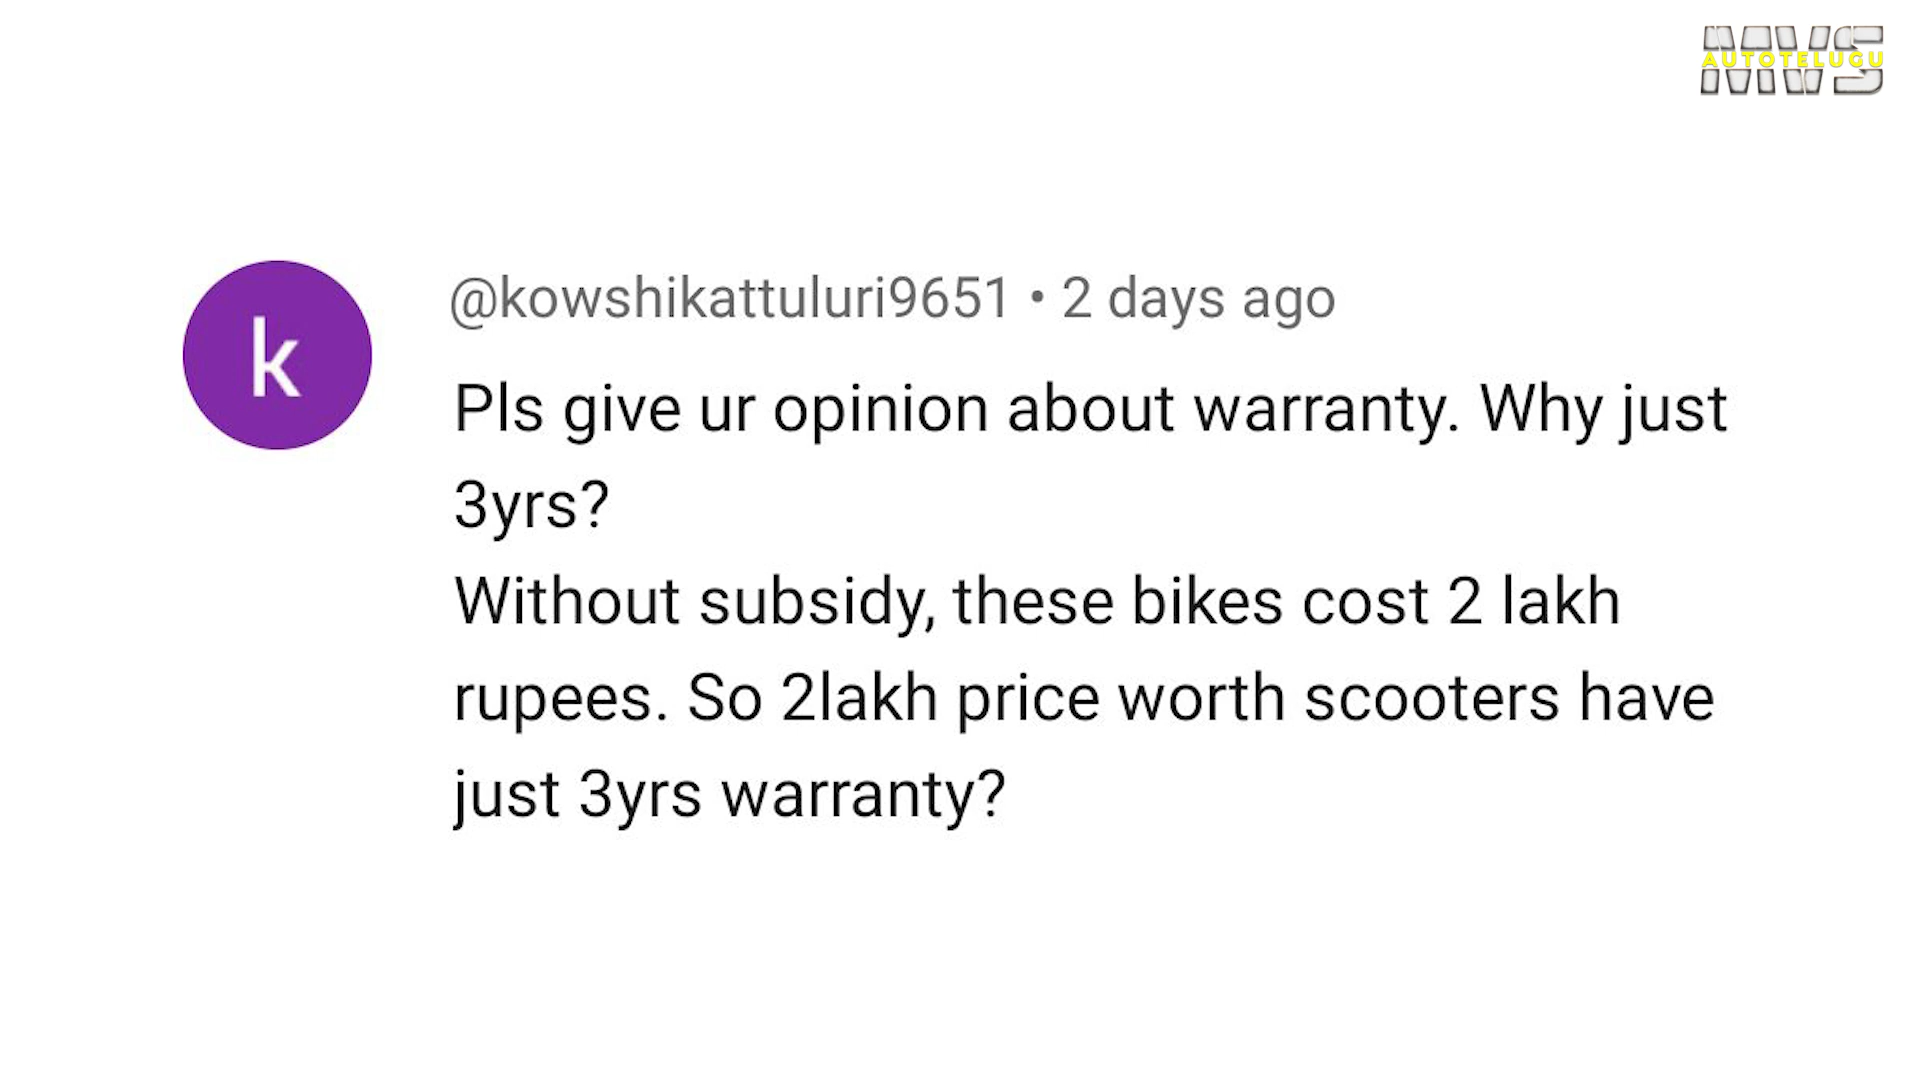 MVS
AUTOTELUGU
k
@kowshikattuluri9651 • 2 days ago
Pls give ur opinion about warranty. Why just
3yrs?
Without subsidy, these bikes cost 2 lakh
rupees. So 2lakh price worth scooters have
just 3yrs warranty?